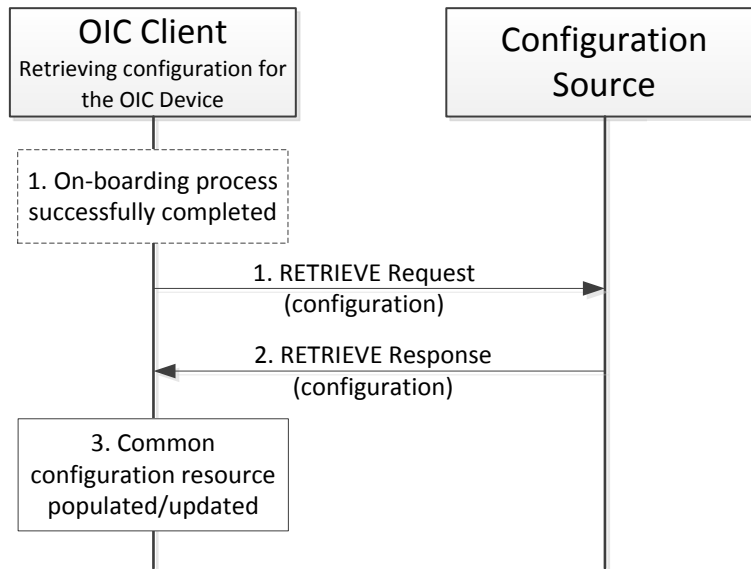 OIC Client
Retrieving configuration for
the OIC Device
Configuration
Source
1. On-boarding process
successfully completed
1. RETRIEVE Request
(configuration)
2. RETRIEVE Response
(configuration)
3. Common
configuration resource
populated/updated